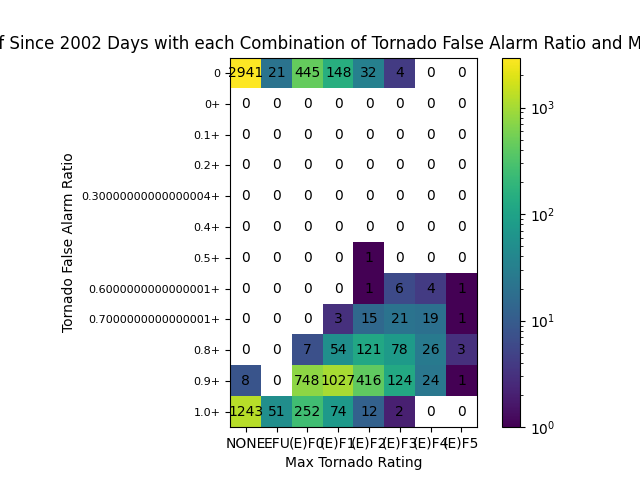 f Since 2002 Days with each Combination of Tornado False Alarm Ratio and M
Tornado False Alarm Ratio
0 2941 21 445 148 32 4 0 0
0+ 0 0 0 0 0 0 0 0
0.1+ 0 0 0 0 0 0 0 0
0.2+ 0 0 0 0 0 0 0 0
0.30000000000000004+ 0 0 0 0 0 0 0 0
0.4+ 0 0 0 0 0 0 0 0
0.5+ 0 0 0 0 1 0 0 0
0.6000000000000001+ 0 0 0 0 1 6 4 1
0.7000000000000001+ 0 0 0 3 15 21 19 1
0.8+ 0 0 7 54 121 78 26 3
0.9+ 8 0 748 1027 416 124 24 1
1.0+ 1243 51 252 74 12 2 0 0
NONE EFU (E)F0 (E)F1 (E)F2 (E)F3 (E)F4 (E)F5
Max Tornado Rating
10³
10²
10¹
10⁰